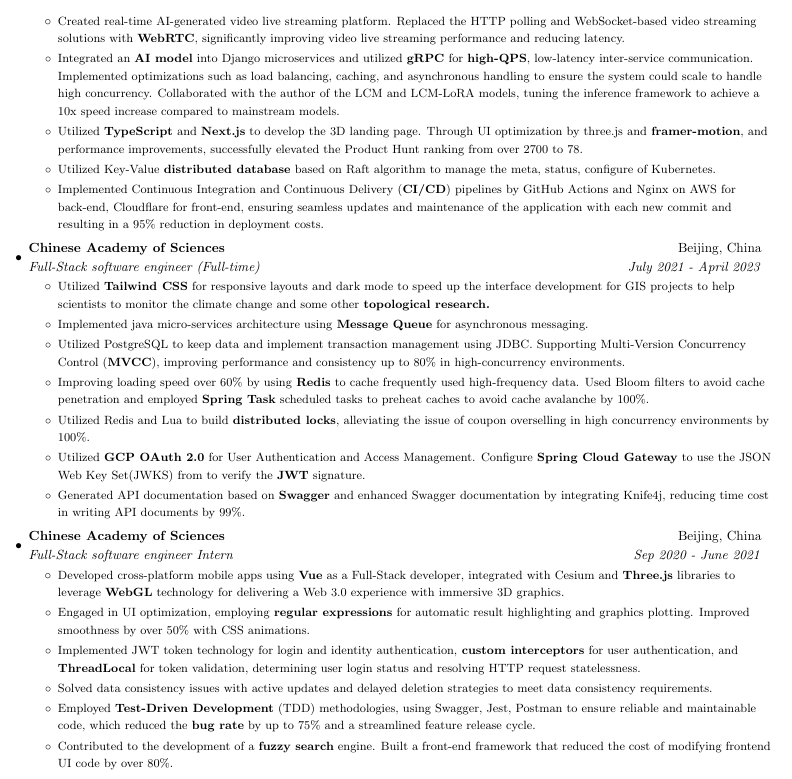 ◦ Created real-time AI-generated video live streaming platform. Replaced the HTTP polling and WebSocket-based video streaming
solutions with WebRTC, significantly improving video live streaming performance and reducing latency.
◦ Integrated an AI model into Django microservices and utilized gRPC for high-QPS, low-latency inter-service communication.
Implemented optimizations such as load balancing, caching, and asynchronous handling to ensure the system could scale to handle
high concurrency. Collaborated with the author of the LCM and LCM-LoRA models, tuning the inference framework to achieve a
10x speed increase compared to mainstream models.
◦ Utilized TypeScript and Next.js to develop the 3D landing page. Through UI optimization by three.js and framer-motion, and
performance improvements, successfully elevated the Product Hunt ranking from over 2700 to 78.
◦ Utilized Key-Value distributed database based on Raft algorithm to manage the meta, status, configure of Kubernetes.
◦ Implemented Continuous Integration and Continuous Delivery (CI/CD) pipelines by GitHub Actions and Nginx on AWS for
back-end, Cloudflare for front-end, ensuring seamless updates and maintenance of the application with each new commit and
resulting in a 95% reduction in deployment costs.
• Chinese Academy of Sciences Beijing, China
Full-Stack software engineer (Full-time) July 2021 - April 2023
◦ Utilized Tailwind CSS for responsive layouts and dark mode to speed up the interface development for GIS projects to help
scientists to monitor the climate change and some other topological research.
◦ Implemented java micro-services architecture using Message Queue for asynchronous messaging.
◦ Utilized PostgreSQL to keep data and implement transaction management using JDBC. Supporting Multi-Version Concurrency
Control (MVCC), improving performance and consistency up to 80% in high-concurrency environments.
◦ Improving loading speed over 60% by using Redis to cache frequently used high-frequency data. Used Bloom filters to avoid cache
penetration and employed Spring Task scheduled tasks to preheat caches to avoid cache avalanche by 100%.
◦ Utilized Redis and Lua to build distributed locks, alleviating the issue of coupon overselling in high concurrency environments by
100%.
◦ Utilized GCP OAuth 2.0 for User Authentication and Access Management. Configure Spring Cloud Gateway to use the JSON
Web Key Set(JWKS) from to verify the JWT signature.
◦ Generated API documentation based on Swagger and enhanced Swagger documentation by integrating Knife4j, reducing time cost
in writing API documents by 99%.
• Chinese Academy of Sciences Beijing, China
Full-Stack software engineer Intern Sep 2020 - June 2021
◦ Developed cross-platform mobile apps using Vue as a Full-Stack developer, integrated with Cesium and Three.js libraries to
leverage WebGL technology for delivering a Web 3.0 experience with immersive 3D graphics.
◦ Engaged in UI optimization, employing regular expressions for automatic result highlighting and graphics plotting. Improved
smoothness by over 50% with CSS animations.
◦ Implemented JWT token technology for login and identity authentication, custom interceptors for user authentication, and
ThreadLocal for token validation, determining user login status and resolving HTTP request statelessness.
◦ Solved data consistency issues with active updates and delayed deletion strategies to meet data consistency requirements.
◦ Employed Test-Driven Development (TDD) methodologies, using Swagger, Jest, Postman to ensure reliable and maintainable
code, which reduced the bug rate by up to 75% and a streamlined feature release cycle.
◦ Contributed to the development of a fuzzy search engine. Built a front-end framework that reduced the cost of modifying frontend
UI code by over 80%.